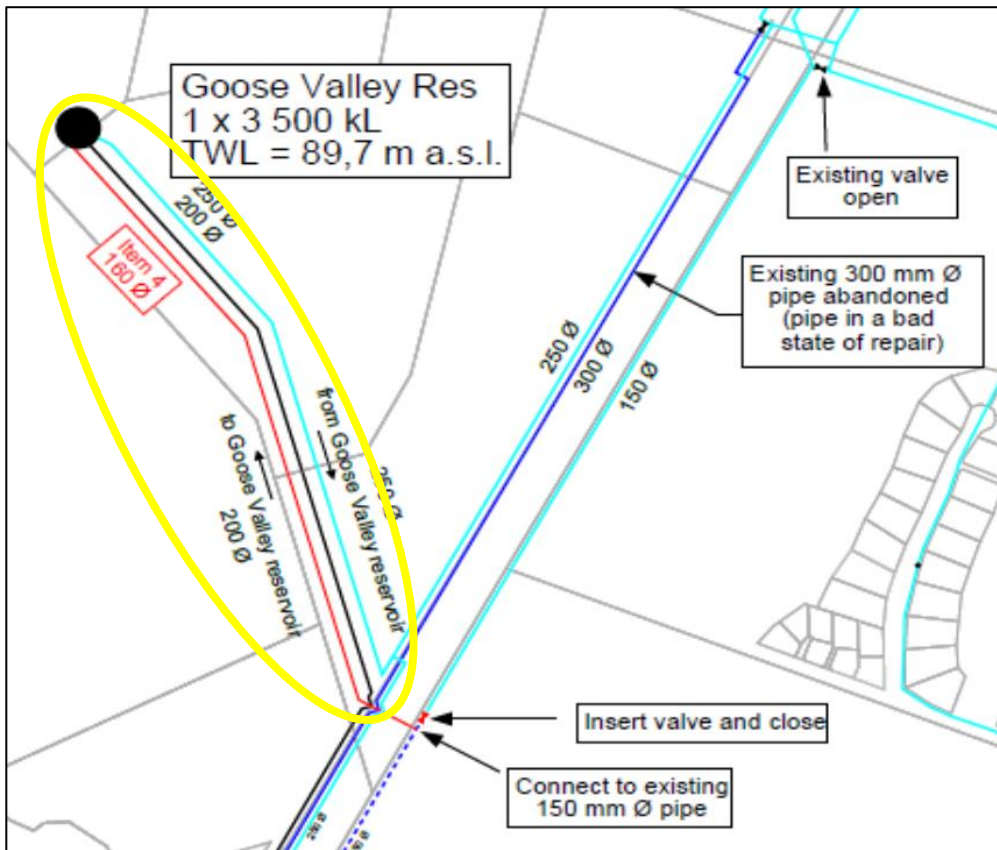 Goose Valley Res
1 x 3 500 kL
TWL = 89,7 m a.s.l.
250 Ø
200 Ø
Item 4
160 Ø
Existing valve
open
Existing 300 mm Ø
pipe abandoned
(pipe in a bad
state of repair)
250 Ø
300 Ø
150 Ø
from Goose Valley reservoir
250 Ø
to Goose Valley reservoir
200 Ø
Insert valve and close
Connect to existing
150 mm Ø pipe
250 Ø